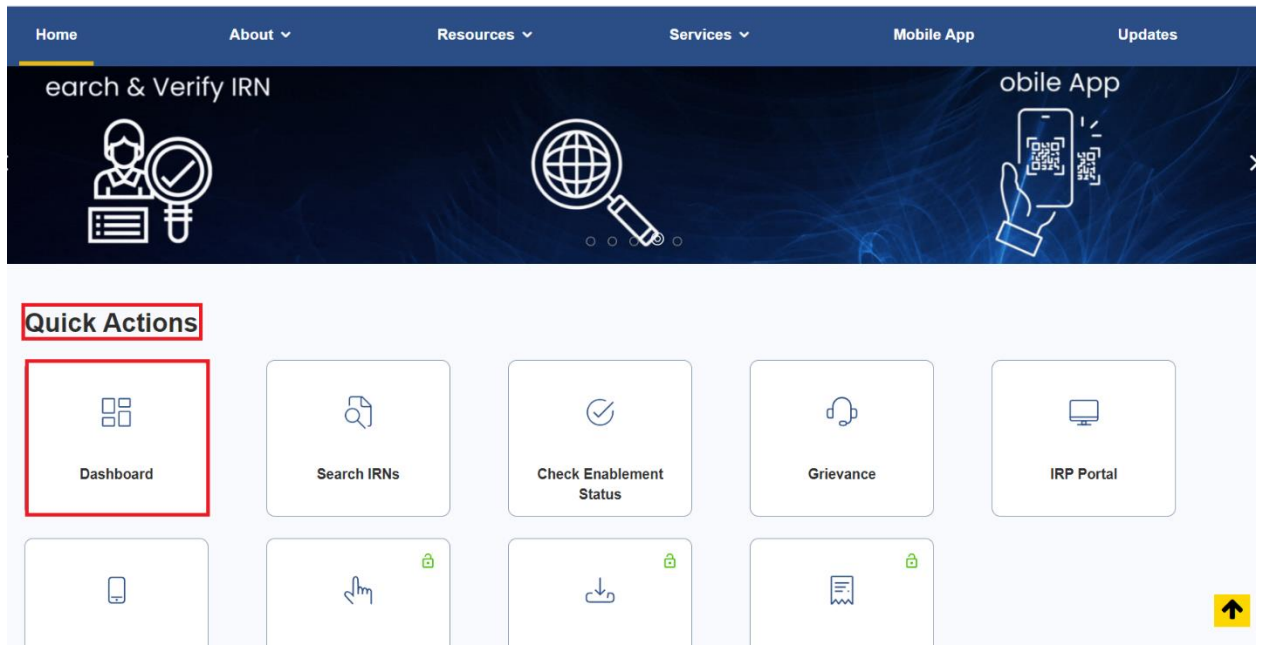 Home About Resources Services Mobile App Updates
earch & Verify IRN
obile App
Quick Actions
Dashboard Search IRNs Check Enablement Grievance IRP Portal
Status